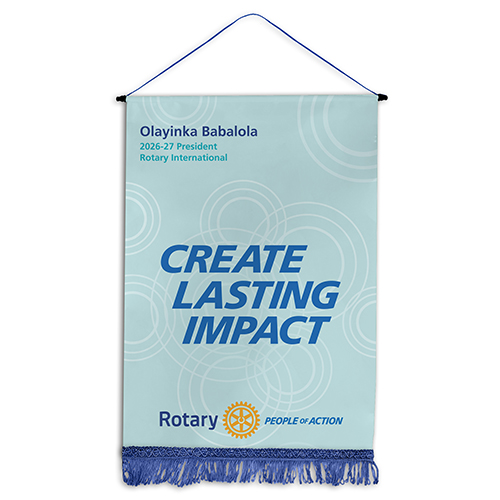 Olayinka Babalola
2026-27 President
Rotary International
CREATE
LASTING
IMPACT
Rotary PEOPLE OF ACTION